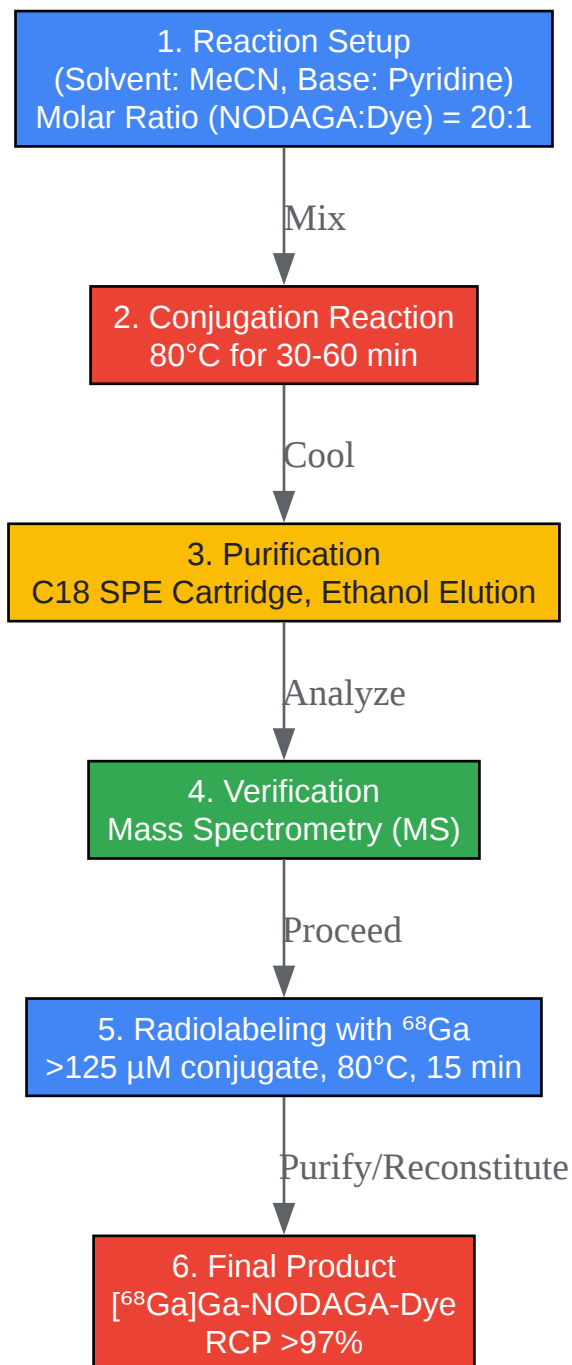 1. Reaction Setup
(Solvent: MeCN, Base: Pyridine)
Molar Ratio (NODAGA:Dye) = 20:1
Mix
2. Conjugation Reaction
80°C for 30-60 min
Cool
3. Purification
C18 SPE Cartridge, Ethanol Elution
Analyze
4. Verification
Mass Spectrometry (MS)
Proceed
5. Radiolabeling with ⁶⁸Ga
>125 µM conjugate, 80°C, 15 min
Purify/Reconstitute
6. Final Product
[⁶⁸Ga]Ga-NODAGA-Dye
RCP >97%